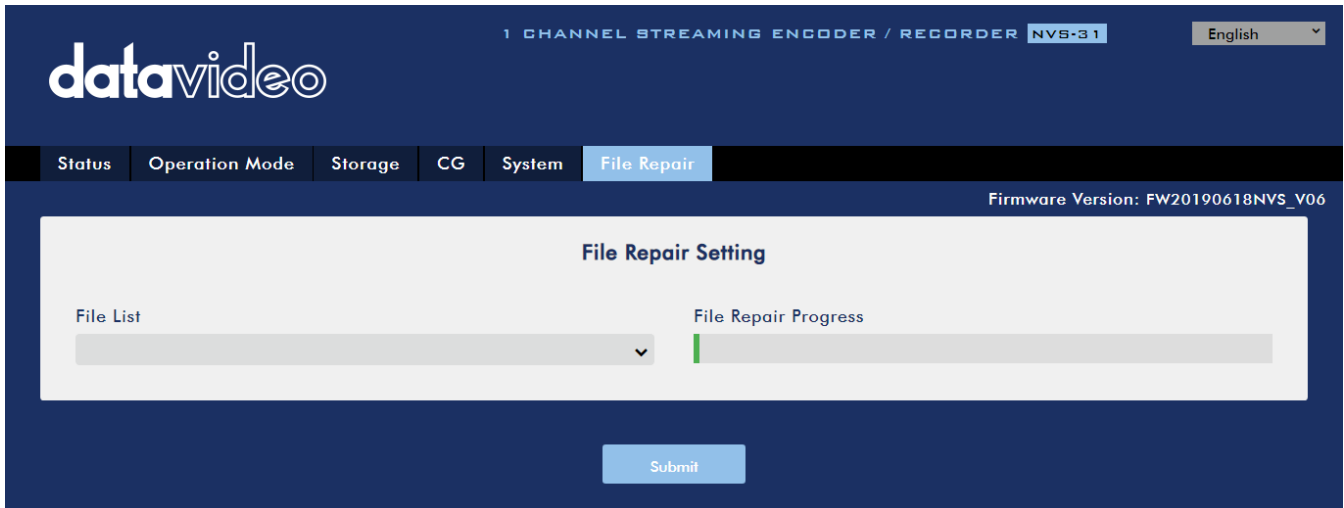 1 CHANNEL STREAMING ENCODER / RECORDER NVS-31
English
datavideo
Status Operation Mode Storage CG System File Repair
Firmware Version: FW20190618NVS_V06
File Repair Setting
File List File Repair Progress
Submit